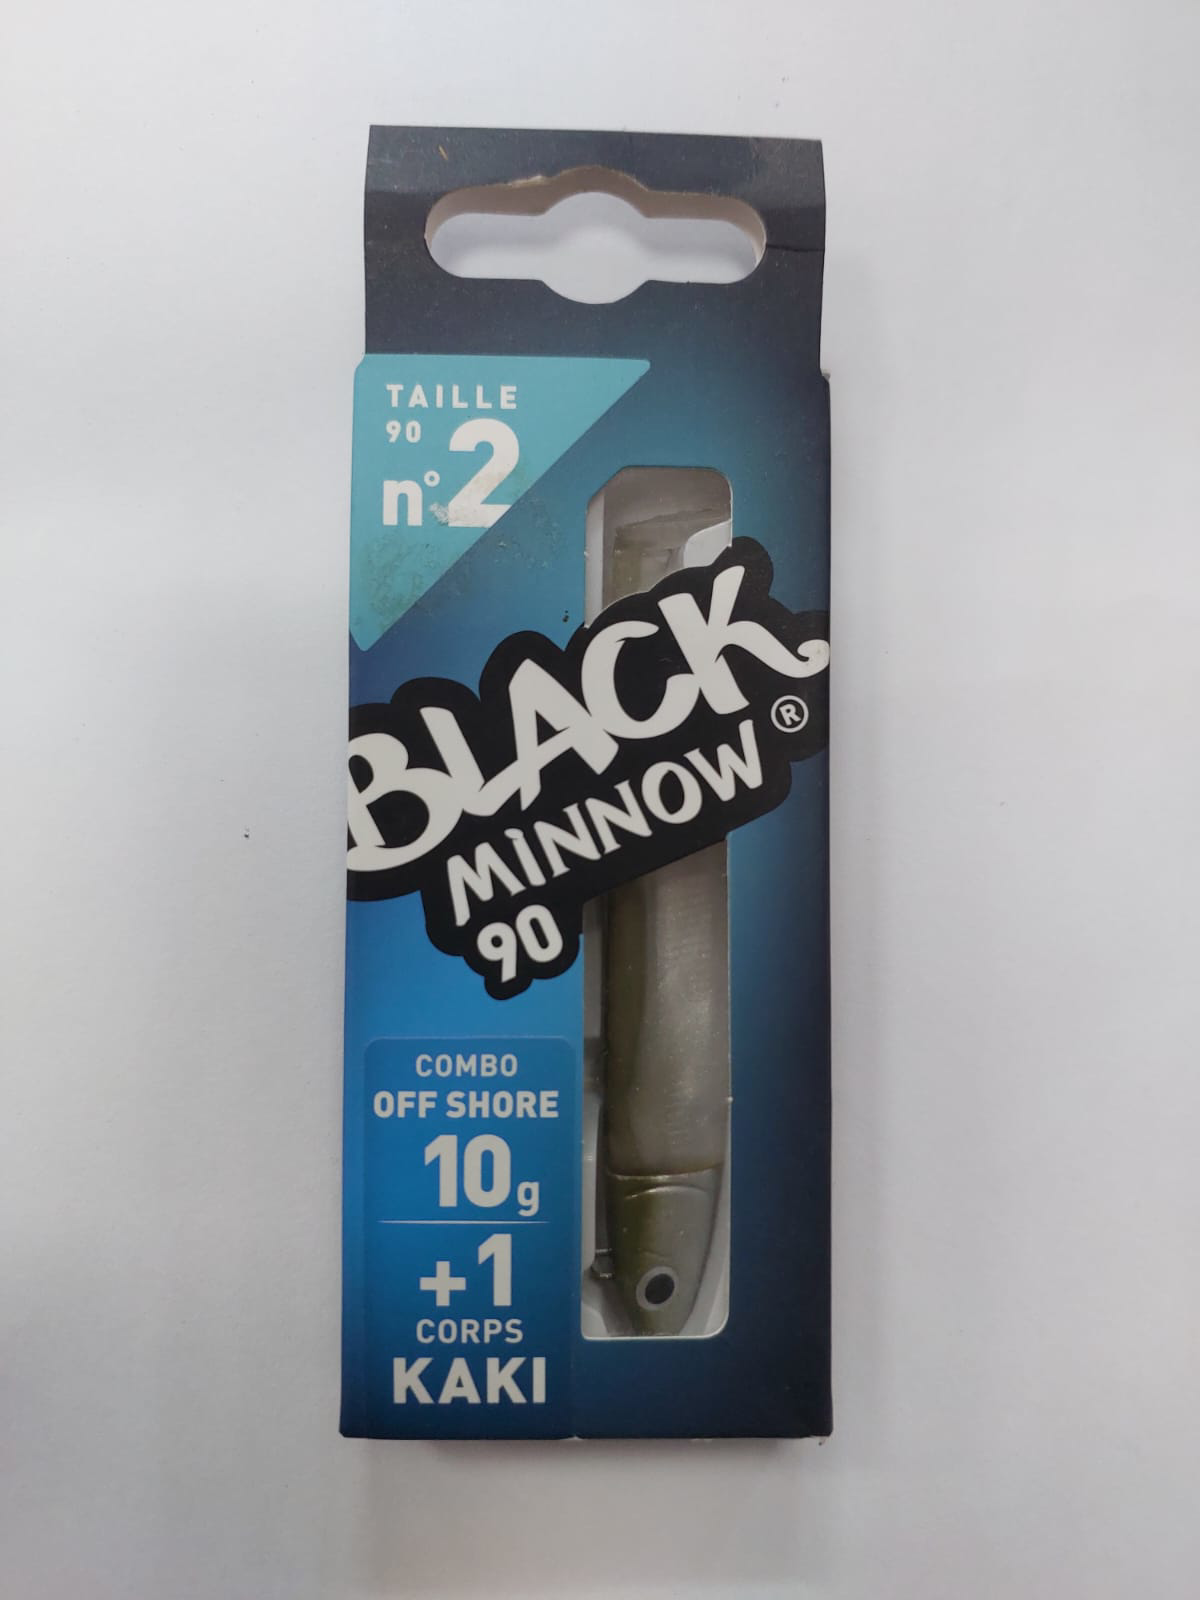 TAILLE
90
n°2
BLACK
MINNOW®
90
COMBO
OFF SHORE
10g
+1
CORPS
KAKI